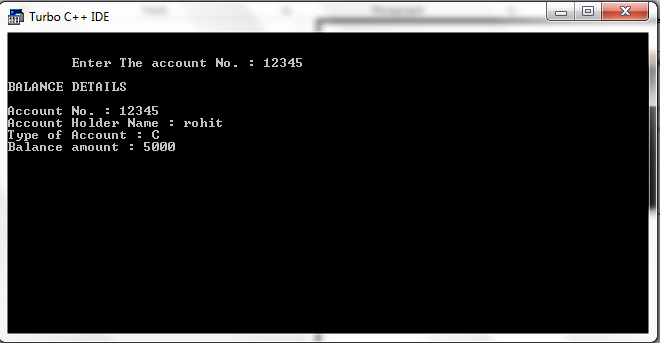 Turbo C++ IDE
Enter The account No. : 12345
BALANCE DETAILS
Account No. : 12345
Account Holder Name : rohit
Type of Account : C
Balance amount : 5000